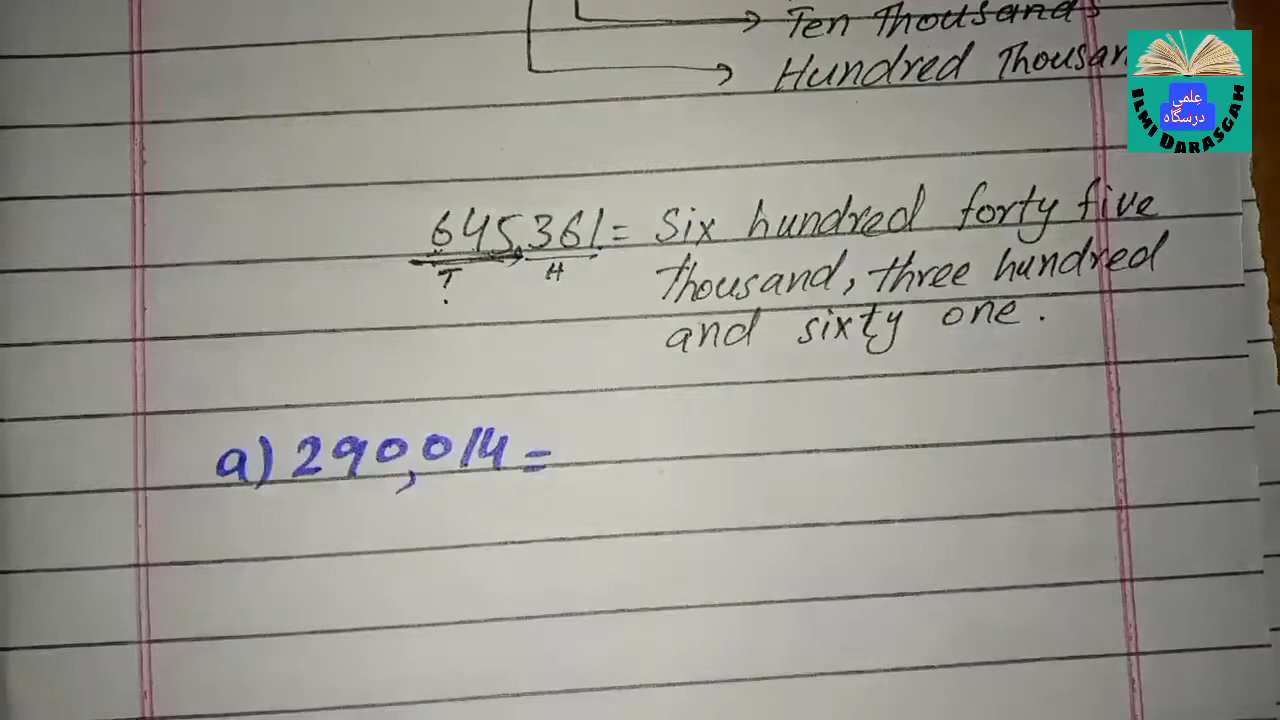 Ten Thousands
Hundred Thousan
علمی
درسگاہ
ILMI DARASGAH
645,361 = Six hundred forty five
T H thousand, three hundred
and sixty one.
a) 290,014 =